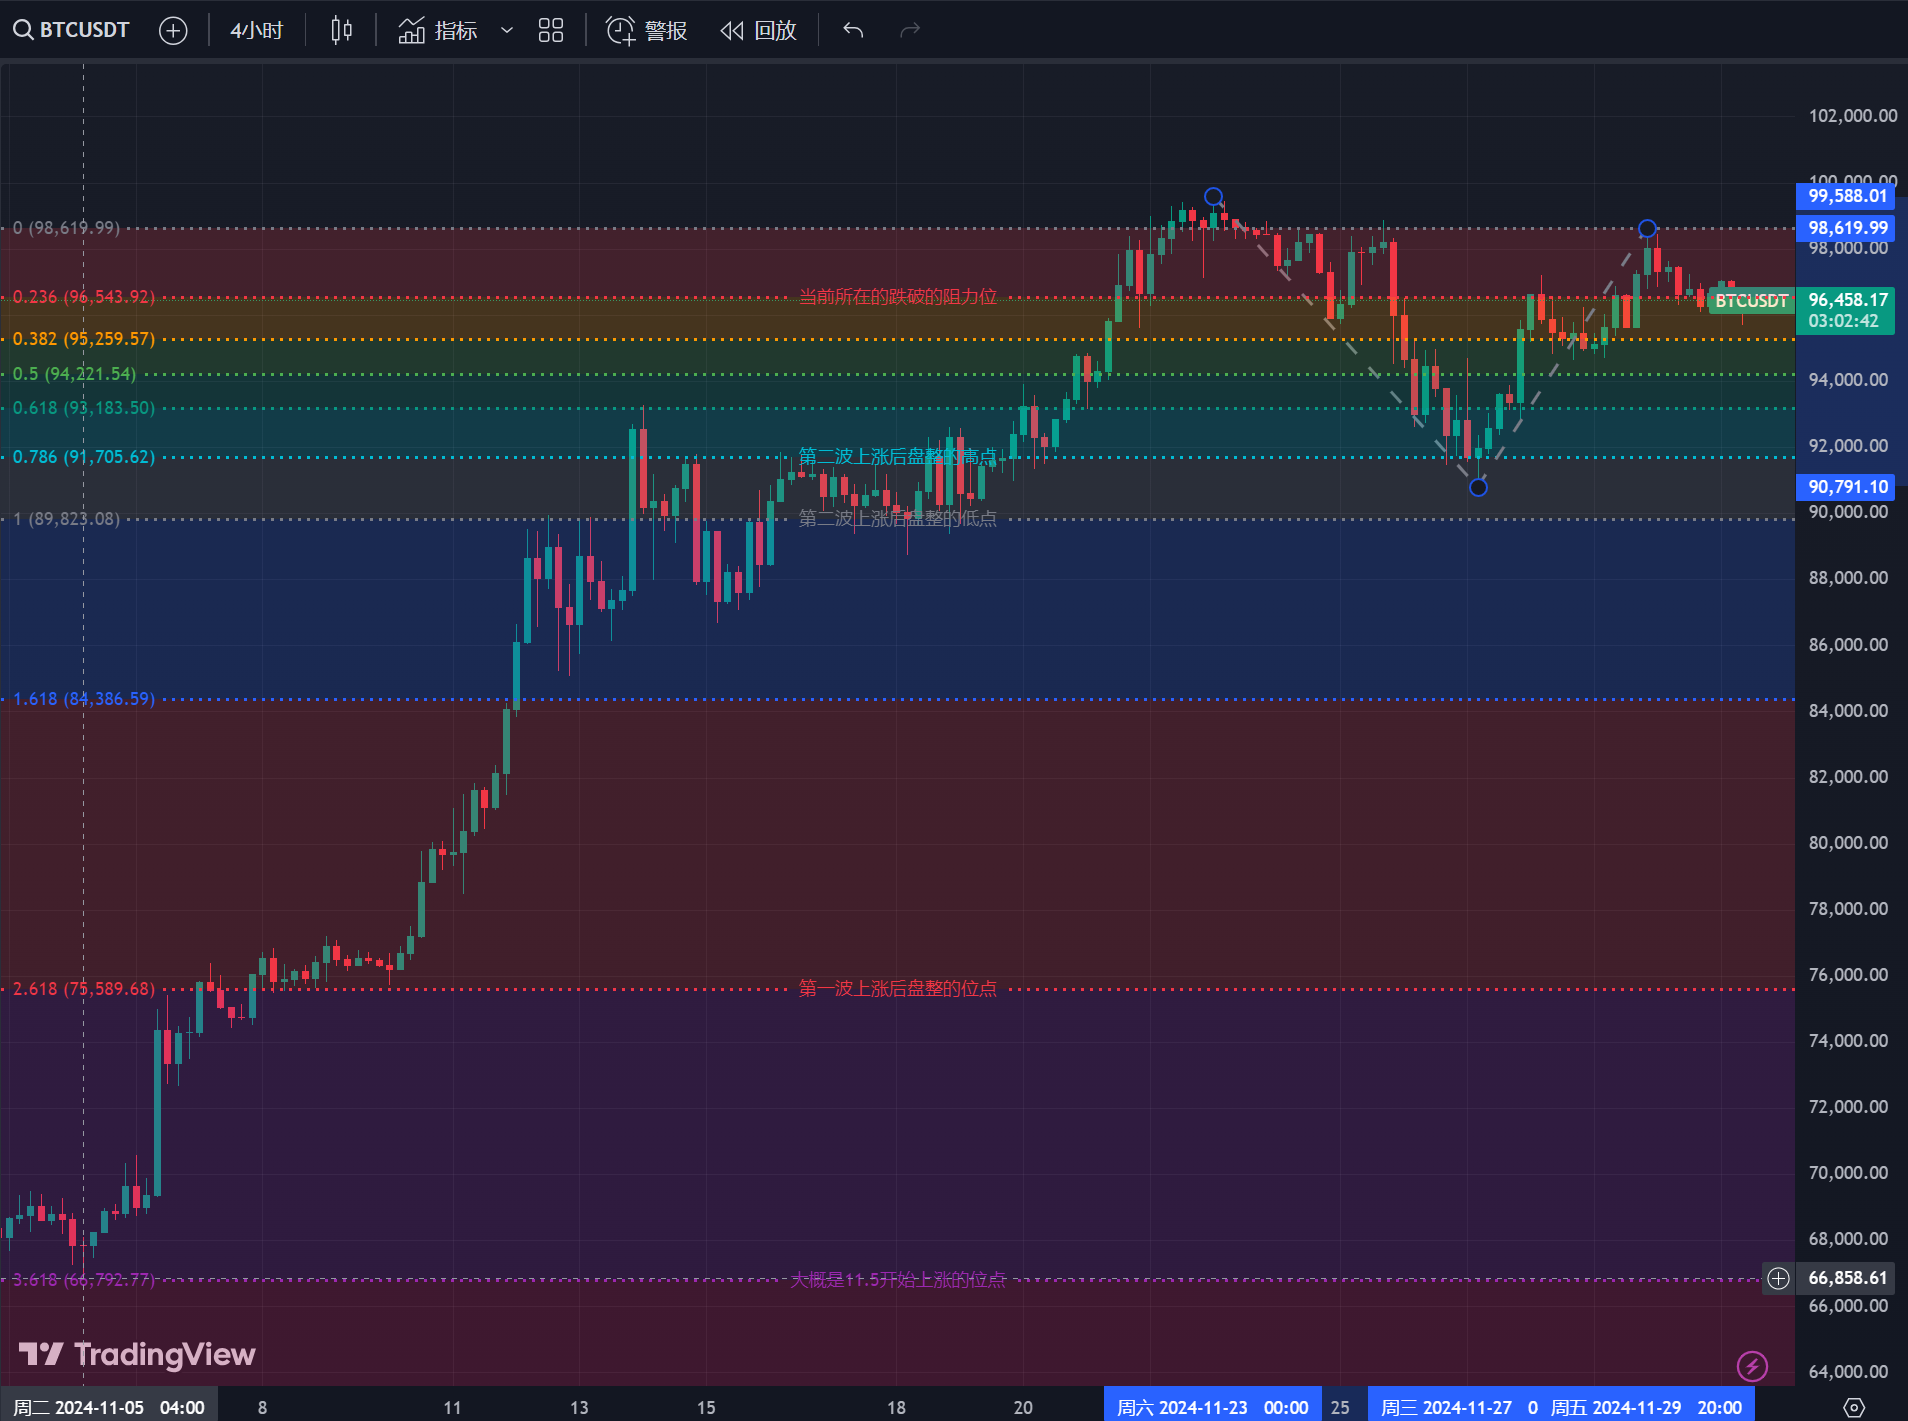 BTCUSDT 4小时 指标 警报 回放
102,000.00
100,000.00
99,588.01
0 (98,619.99) 98,619.99
98,000.00
0.236 (96,543.92) 当前所在的跌破的阻力位 BTCUSDT 96,458.17
03:02:42
0.382 (95,259.57)
0.5 (94,221.54) 94,000.00
0.618 (93,183.50)
92,000.00
0.786 (91,705.62) 第二波上涨后盘整的高点
90,791.10
90,000.00
1 (89,823.08) 第二波上涨后盘整的低点
88,000.00
86,000.00
1.618 (84,386.59)
84,000.00
82,000.00
80,000.00
78,000.00
76,000.00
2.618 (75,589.68) 第一波上涨后盘整的位点
74,000.00
72,000.00
70,000.00
68,000.00
3.618 (66,792.77) 大概是11.5开始上涨的位点 66,858.61
66,000.00
TradingView
64,000.00
周二 2024-11-05 04:00 8 11 13 15 18 20 周六 2024-11-23 00:00 25 周三 2024-11-27 0 周五 2024-11-29 20:00